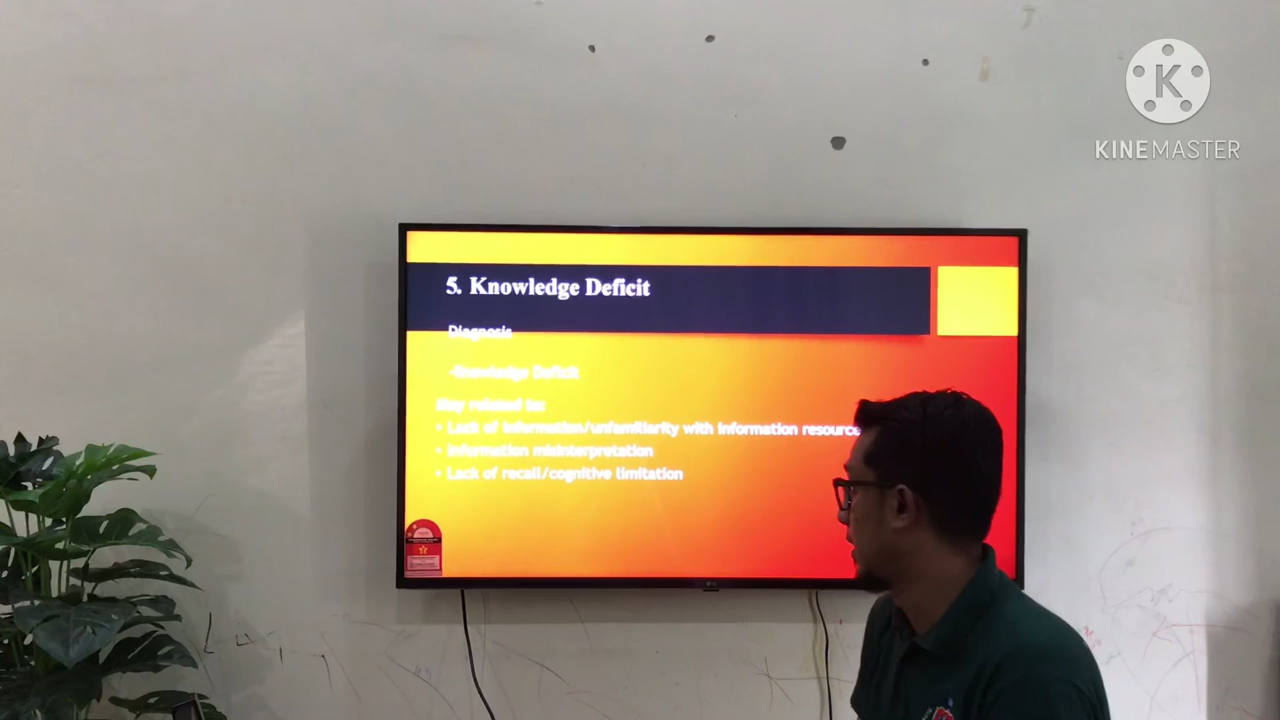 K
KINEMASTER
5. Knowledge Deficit
Diagnosis
-Knowledge Deficit
May related to:
• Lack of information/unfamiliarity with information resource
• Information misinterpretation
• Lack of recall/cognitive limitation